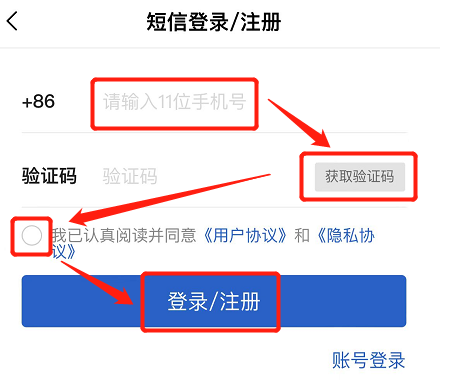 短信登录/注册
+86 请输入11位手机号
验证码 验证码 获取验证码
我已认真阅读并同意《用户协议》和《隐私协
议》
登录/注册
账号登录